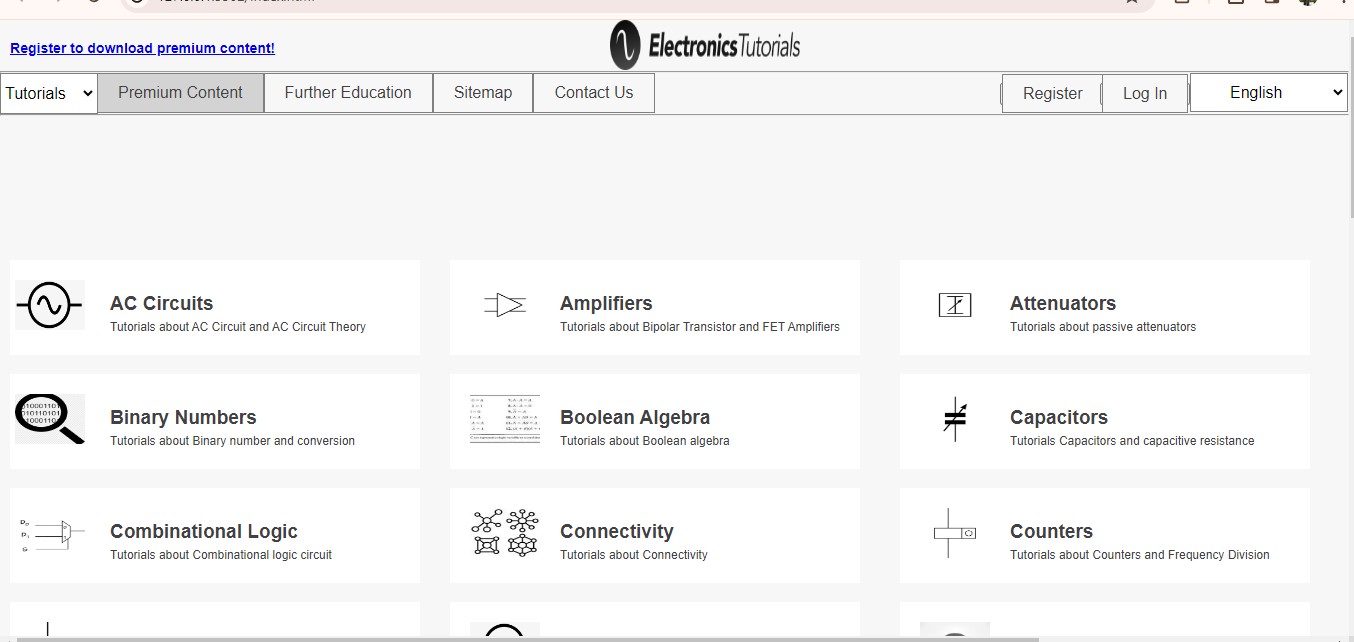 Register to download premium content!
ElectronicsTutorials
Tutorials
Premium Content
Further Education
Sitemap
Contact Us
Register
Log In
English
AC Circuits
Tutorials about AC Circuit and AC Circuit Theory
Amplifiers
Tutorials about Bipolar Transistor and FET Amplifiers
Attenuators
Tutorials about passive attenuators
Binary Numbers
Tutorials about Binary number and conversion
Boolean Algebra
Tutorials about Boolean algebra
Capacitors
Tutorials Capacitors and capacitive resistance
Combinational Logic
Tutorials about Combinational logic circuit
Connectivity
Tutorials about Connectivity
Counters
Tutorials about Counters and Frequency Division